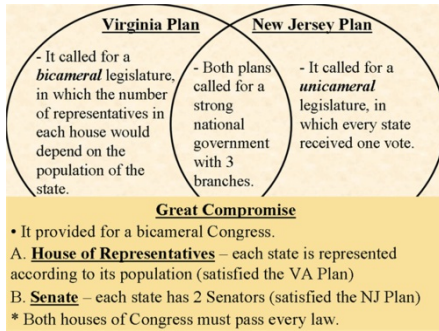 Virginia Plan
New Jersey Plan
- It called for a
bicameral legislature,
in which the number
of representatives in
each house would
depend on the
population of the
state.
- Both plans
called for a
strong
national
government
with 3
branches.
- It called for a
unicameral
legislature, in
which every state
received one vote.
Great Compromise
• It provided for a bicameral Congress.
A. House of Representatives – each state is represented
according to its population (satisfied the VA Plan)
B. Senate – each state has 2 Senators (satisfied the NJ Plan)
* Both houses of Congress must pass every law.